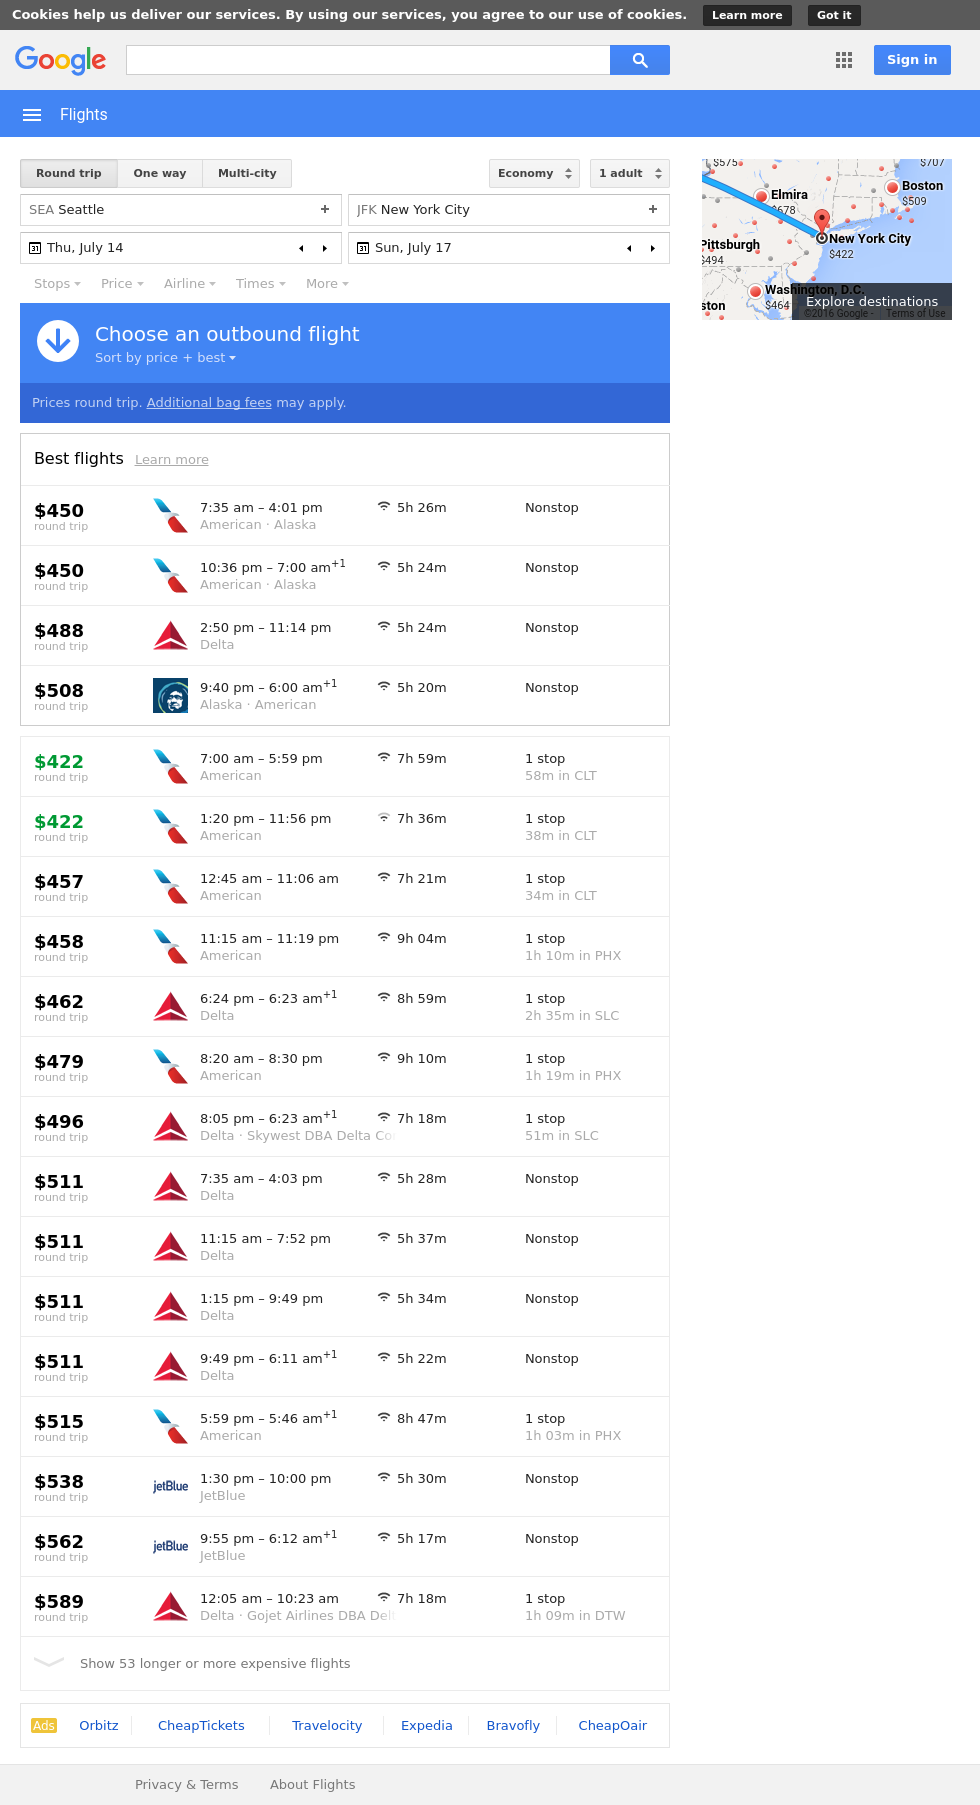 Cookies help us deliver our services. By using our services, you agree to our use of cookies. Learn more Got it
Google Sign in
Flights
Round trip One way Multi-city Economy 1 adult
SEA Seattle + JFK New York City +
Thu, July 14 Sun, July 17
Stops Price Airline Times More
Choose an outbound flight
Sort by price + best
Prices round trip. Additional bag fees may apply.
$575 $707
Elmira Boston
$678 $509
New York City
Pittsburgh $422
$494
Washington, D.C.
$464
ston
Explore destinations
©2016 Google - Terms of Use
Best flights Learn more
$450 7:35 am – 4:01 pm 5h 26m Nonstop
round trip American · Alaska
$450 10:36 pm – 7:00 am+1 5h 24m Nonstop
round trip American · Alaska
$488 2:50 pm – 11:14 pm 5h 24m Nonstop
round trip Delta
$508 9:40 pm – 6:00 am+1 5h 20m Nonstop
round trip Alaska · American
$422 7:00 am – 5:59 pm 7h 59m 1 stop
round trip American 58m in CLT
$422 1:20 pm – 11:56 pm 7h 36m 1 stop
round trip American 38m in CLT
$457 12:45 am – 11:06 am 7h 21m 1 stop
round trip American 34m in CLT
$458 11:15 am – 11:19 pm 9h 04m 1 stop
round trip American 1h 10m in PHX
$462 6:24 pm – 6:23 am+1 8h 59m 1 stop
round trip Delta 2h 35m in SLC
$479 8:20 am – 8:30 pm 9h 10m 1 stop
round trip American 1h 19m in PHX
$496 8:05 pm – 6:23 am+1 7h 18m 1 stop
round trip Delta · Skywest DBA Delta Co 51m in SLC
$511 7:35 am – 4:03 pm 5h 28m Nonstop
round trip Delta
$511 11:15 am – 7:52 pm 5h 37m Nonstop
round trip Delta
$511 1:15 pm – 9:49 pm 5h 34m Nonstop
round trip Delta
$511 9:49 pm – 6:11 am+1 5h 22m Nonstop
round trip Delta
$515 5:59 pm – 5:46 am+1 8h 47m 1 stop
round trip American 1h 03m in PHX
$538 jetBlue 1:30 pm – 10:00 pm 5h 30m Nonstop
round trip JetBlue
$562 jetBlue 9:55 pm – 6:12 am+1 5h 17m Nonstop
round trip JetBlue
$589 12:05 am – 10:23 am 7h 18m 1 stop
round trip Delta · Gojet Airlines DBA Delt 1h 09m in DTW
Show 53 longer or more expensive flights
Ads Orbitz CheapTickets Travelocity Expedia Bravofly CheapOair
Privacy & Terms About Flights